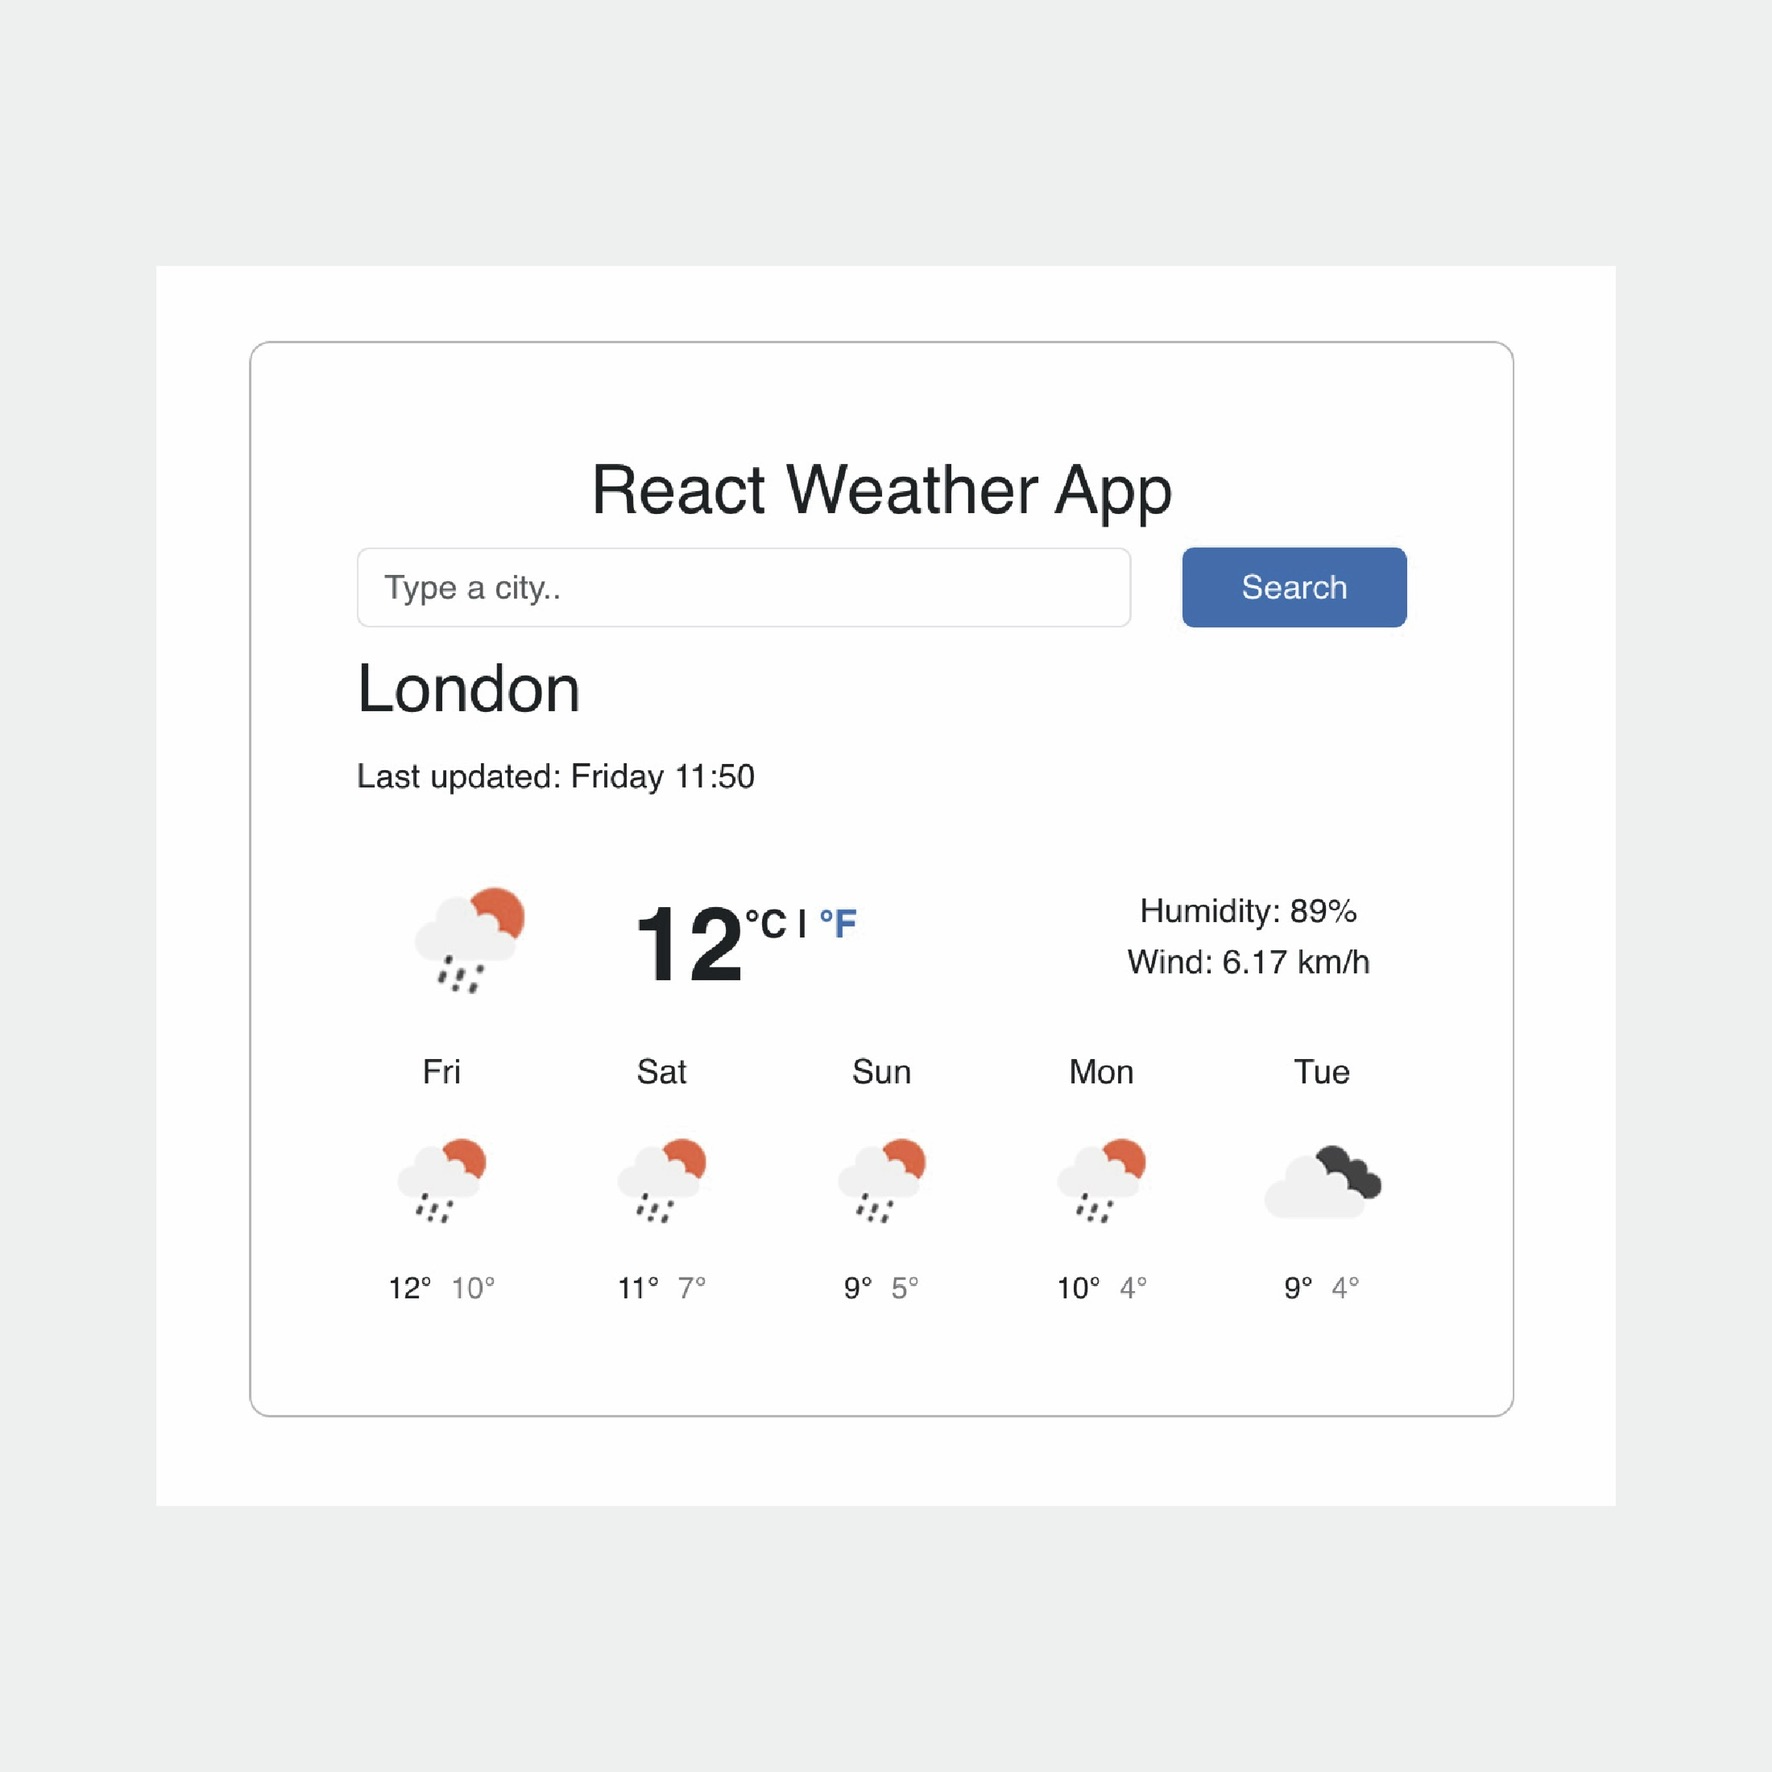 React Weather App
Type a city..
Search
London
Last updated: Friday 11:50
12°C | °F
Humidity: 89%
Wind: 6.17 km/h
Fri Sat Sun Mon Tue
12° 10° 11° 7° 9° 5° 10° 4° 9° 4°